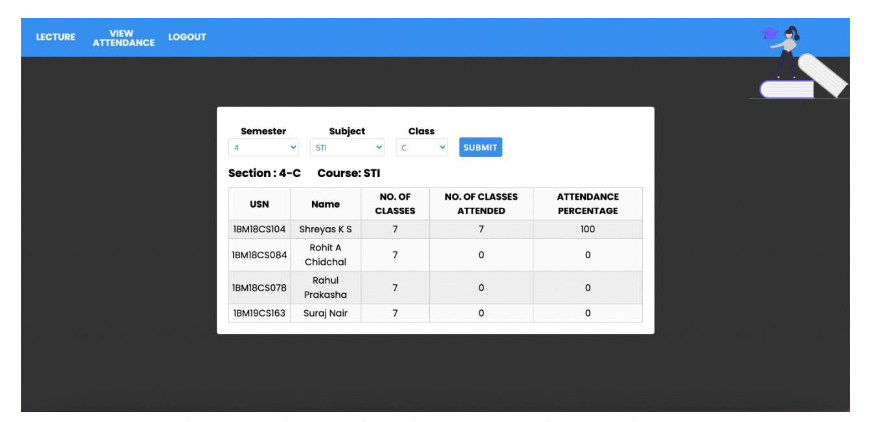 LECTURE VIEW ATTENDANCE LOGOUT
Semester Subject Class
4 STI C SUBMIT
Section : 4-C Course: STI
USN Name NO. OF CLASSES NO. OF CLASSES ATTENDED ATTENDANCE PERCENTAGE
1BM18CS104 Shreyas K S 7 7 100
1BM18CS084 Rohit A Chidchal 7 0 0
1BM18CS078 Rahul Prakasha 7 0 0
1BM19CS163 Suraj Nair 7 0 0